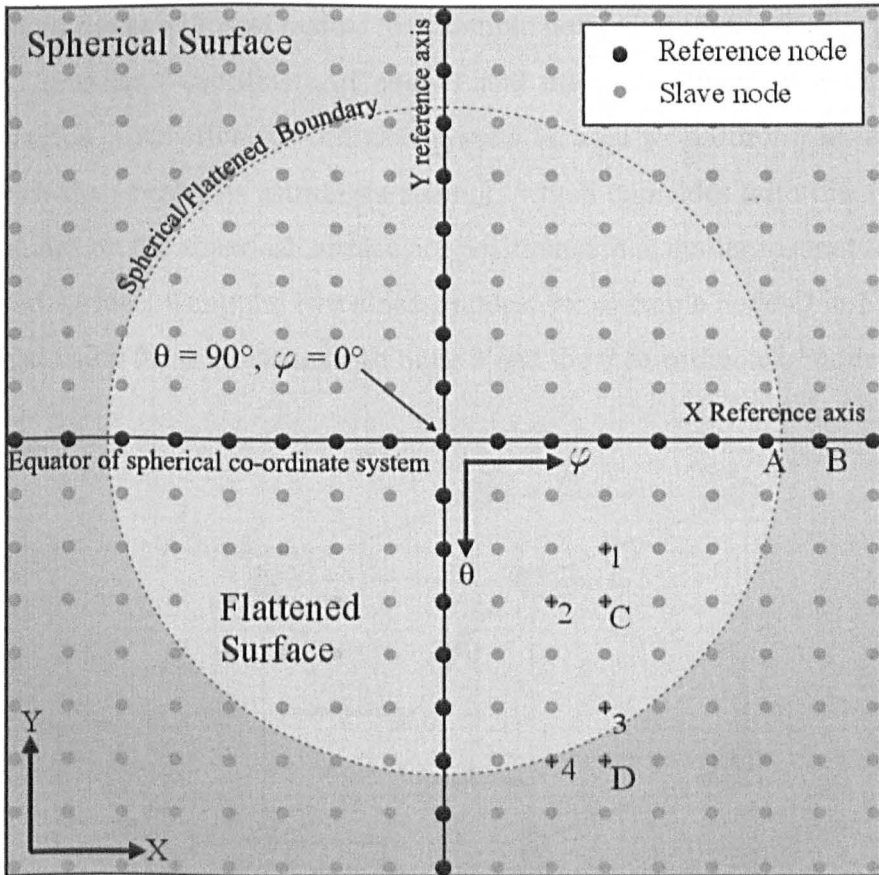 Spherical Surface
Reference node
Slave node
Spherical/Flattened Boundary
Y reference axis
θ = 90°, φ = 0°
X Reference axis
Equator of spherical co-ordinate system
φ
A
B
θ
1
2
C
Flattened
Surface
3
4
D
Y
X